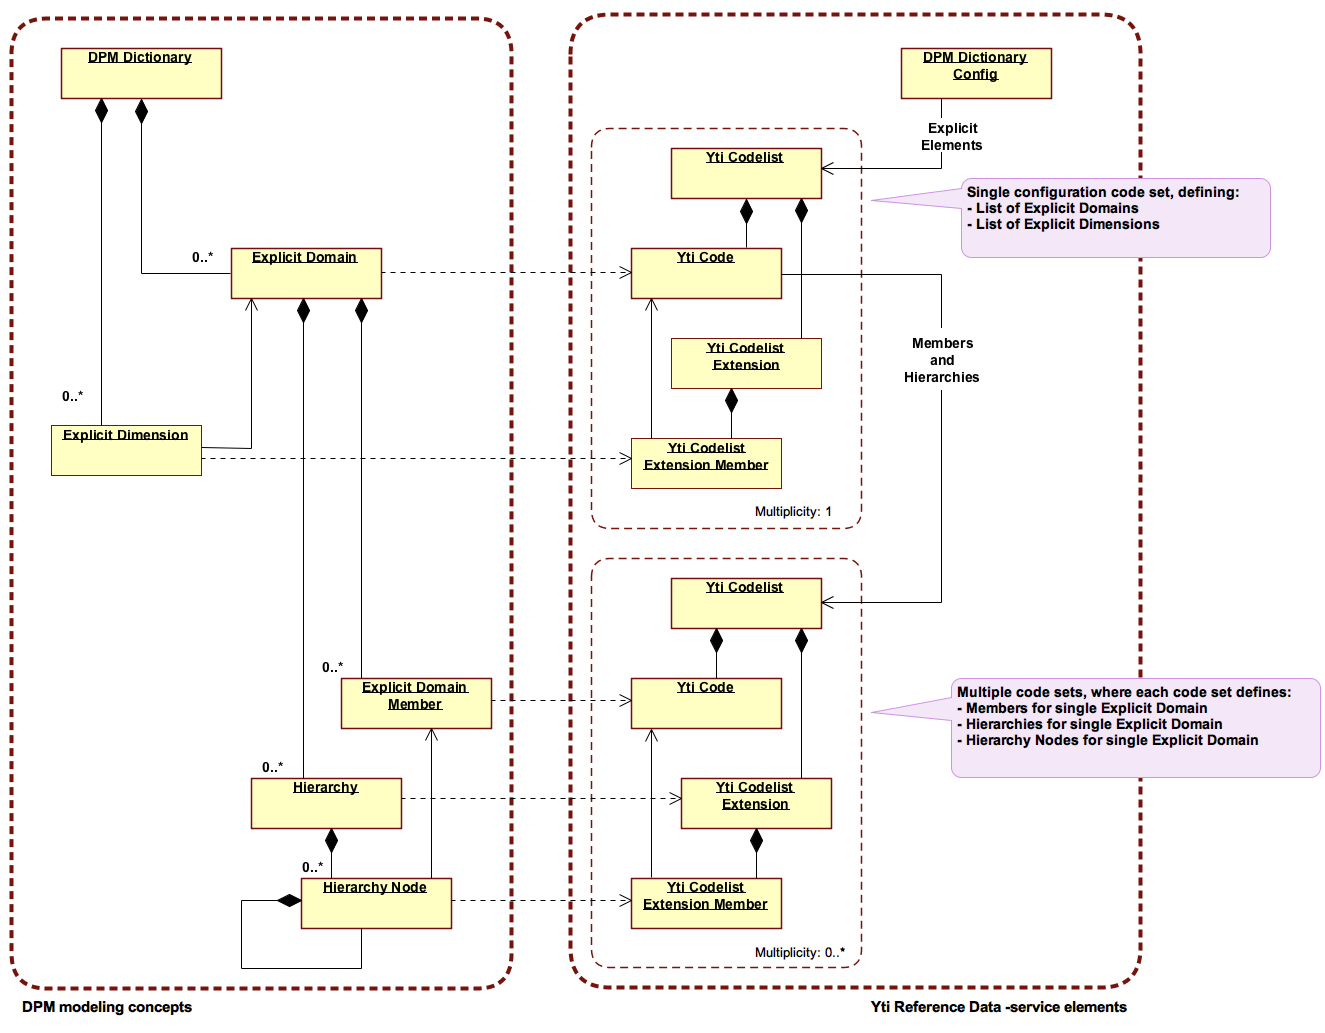 DPM Dictionary
0..*
Explicit Domain
0..*
Explicit Dimension
0..*
Explicit Domain
Member
0..*
Hierarchy
0..*
Hierarchy Node
DPM modeling concepts
DPM Dictionary
Config
Explicit
Elements
Yti Codelist
Single configuration code set, defining:
- List of Explicit Domains
- List of Explicit Dimensions
Yti Code
Members
and
Hierarchies
Yti Codelist
Extension
Yti Codelist
Extension Member
Multiplicity: 1
Yti Codelist
Yti Code
Multiple code sets, where each code set defines:
- Members for single Explicit Domain
- Hierarchies for single Explicit Domain
- Hierarchy Nodes for single Explicit Domain
Yti Codelist
Extension
Yti Codelist
Extension Member
Multiplicity: 0..*
Yti Reference Data -service elements